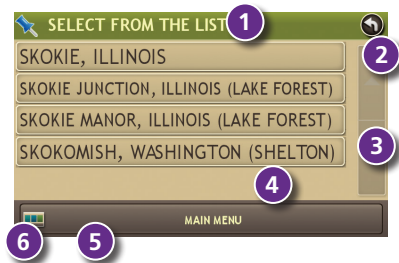 SELECT FROM THE LIST
1
2
SKOKIE, ILLINOIS
SKOKIE JUNCTION, ILLINOIS (LAKE FOREST)
SKOKIE MANOR, ILLINOIS (LAKE FOREST)
3
SKOKOMISH, WASHINGTON (SHELTON)
4
MAIN MENU
6
5